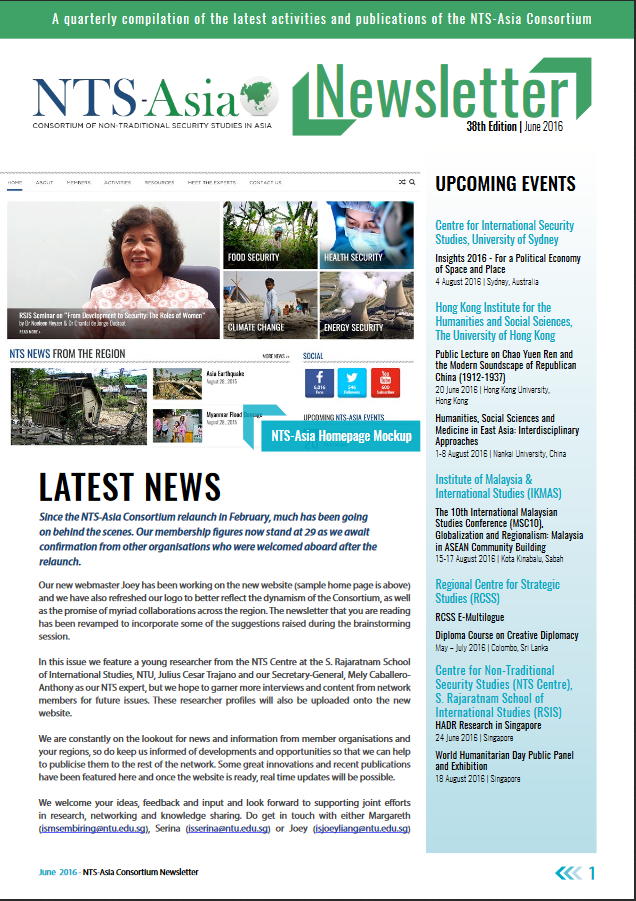 A quarterly compilation of the latest activities and publications of the NTS-Asia Consortium
NTS-Asia
CONSORTIUM OF NON-TRADITIONAL SECURITY STUDIES IN ASIA
Newsletter
38th Edition | June 2016
HOME ABOUT MEMBERS ACTIVITIES RESOURCES MEET THE EXPERTS CONTACT US
RSIS Seminar on "From Development to Security: The Roles of Women"
by Dr Noeleen Heyzer & Dr Chantal de Jonge Oudraat
READ MORE
FOOD SECURITY
HEALTH SECURITY
CLIMATE CHANGE
ENERGY SECURITY
NTS NEWS FROM THE REGION
MORE NEWS
Asia Earthquake
August 28, 2015
Myanmar Flood Damage
August 28, 2015
SOCIAL
6,016
Fans
546
Followers
You
Tube
600
Subscriber
UPCOMING NTS-ASIA EVENTS
NTS-Asia Homepage Mockup
LATEST NEWS
Since the NTS-Asia Consortium relaunch in February, much has been going
on behind the scenes. Our membership figures now stand at 29 as we await
confirmation from other organisations who were welcomed aboard after the
relaunch.
Our new webmaster Joey has been working on the new website (sample home page is above)
and we have also refreshed our logo to better reflect the dynamism of the Consortium, as well
as the promise of myriad collaborations across the region. The newsletter that you are reading
has been revamped to incorporate some of the suggestions raised during the brainstorming
session.
In this issue we feature a young researcher from the NTS Centre at the S. Rajaratnam School
of International Studies, NTU, Julius Cesar Trajano and our Secretary-General, Mely Caballero-
Anthony as our NTS expert, but we hope to garner more interviews and content from network
members for future issues. These researcher profiles will also be uploaded onto the new
website.
We are constantly on the lookout for news and information from member organisations and
your regions, so do keep us informed of developments and opportunities so that we can help
to publicise them to the rest of the network. Some great innovations and recent publications
have been featured here and once the website is ready, real time updates will be possible.
We welcome your ideas, feedback and input and look forward to supporting joint efforts
in research, networking and knowledge sharing. Do get in touch with either Margareth
(ismsembiring@ntu.edu.sg), Serina (isserina@ntu.edu.sg) or Joey (isjoeyliang@ntu.edu.sg)
UPCOMING EVENTS
Centre for International Security
Studies, University of Sydney
Insights 2016 - For a Political Economy
of Space and Place
4 August 2016 | Sydney, Australia
Hong Kong Institute for the
Humanities and Social Sciences,
The University of Hong Kong
Public Lecture on Chao Yuen Ren and
the Modern Soundscape of Republican
China (1912-1937)
20 June 2016 | Hong Kong University,
Hong Kong
Humanities, Social Sciences and
Medicine in East Asia: Interdisciplinary
Approaches
1-8 August 2016 | Nankai University, China
Institute of Malaysia &
International Studies (IKMAS)
The 10th International Malaysian
Studies Conference (MSC10),
Globalization and Regionalism: Malaysia
in ASEAN Community Building
15-17 August 2016 | Kota Kinabalu, Sabah
Regional Centre for Strategic
Studies (RCSS)
RCSS E-Multilogue
Diploma Course on Creative Diplomacy
May – July 2016 | Colombo, Sri Lanka
Centre for Non-Traditional
Security Studies (NTS Centre),
S. Rajaratnam School of
International Studies (RSIS)
HADR Research in Singapore
24 June 2016 | Singapore
World Humanitarian Day Public Panel
and Exhibition
18 August 2016 | Singapore
June 2016 - NTS-Asia Consortium Newsletter
1